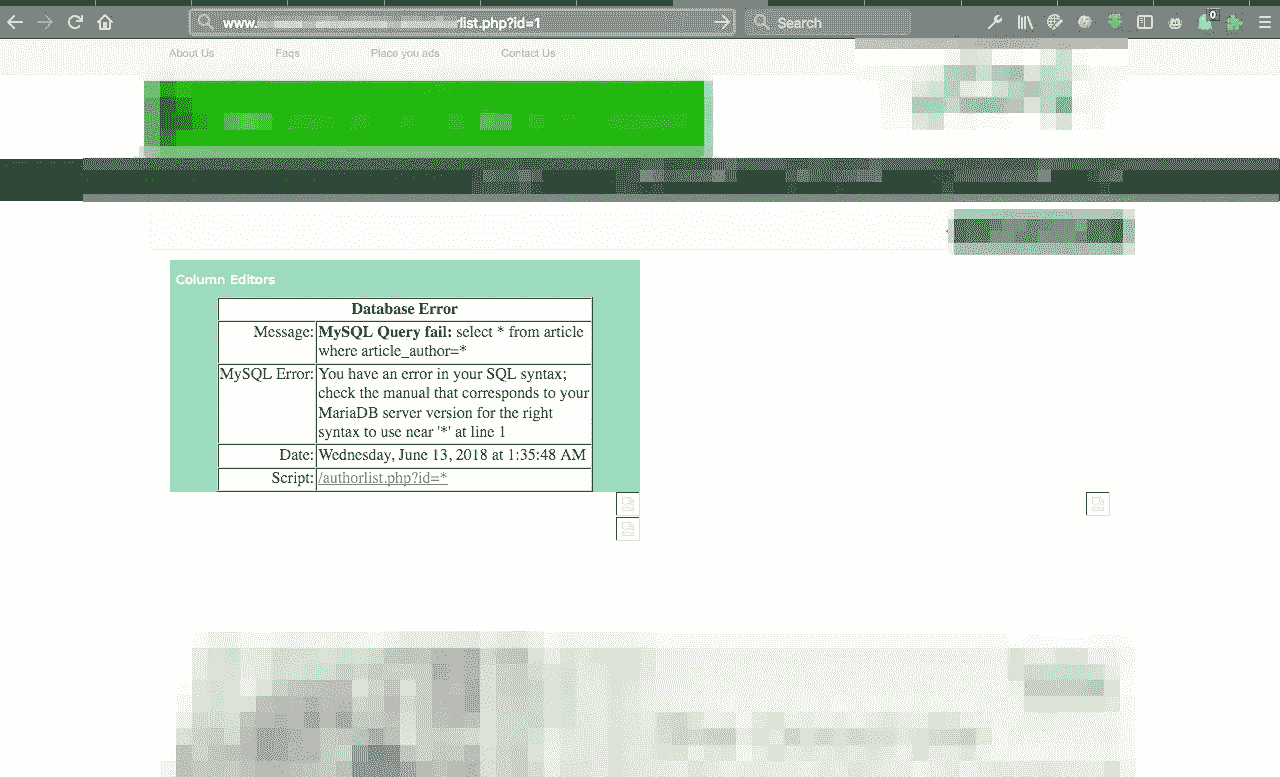 www. rlist.php?id=1
Search
0
About Us Faqs Place you ads Contact Us
Column Editors
Database Error
Message: MySQL Query fail: select * from article
where article_author=*
MySQL Error: You have an error in your SQL syntax;
check the manual that corresponds to your
MariaDB server version for the right
syntax to use near '*' at line 1
Date: Wednesday, June 13, 2018 at 1:35:48 AM
Script: /authorlist.php?id=*